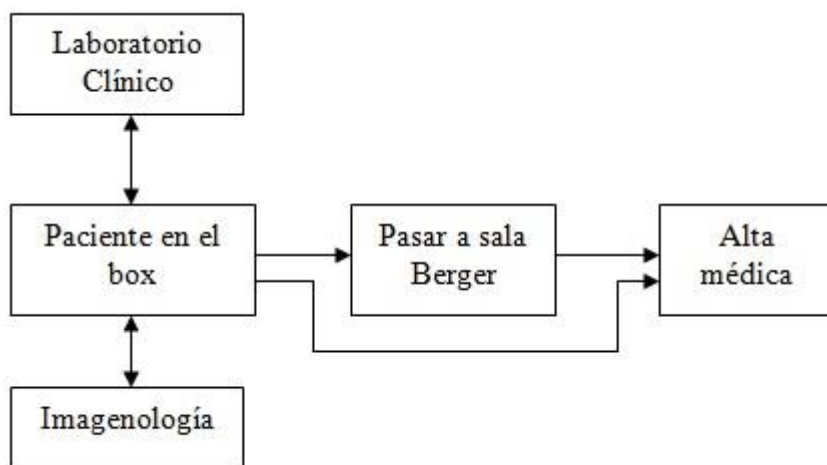 Laboratorio
Clínico
Paciente en el
box
Pasar a sala
Berger
Alta
médica
Imagenología